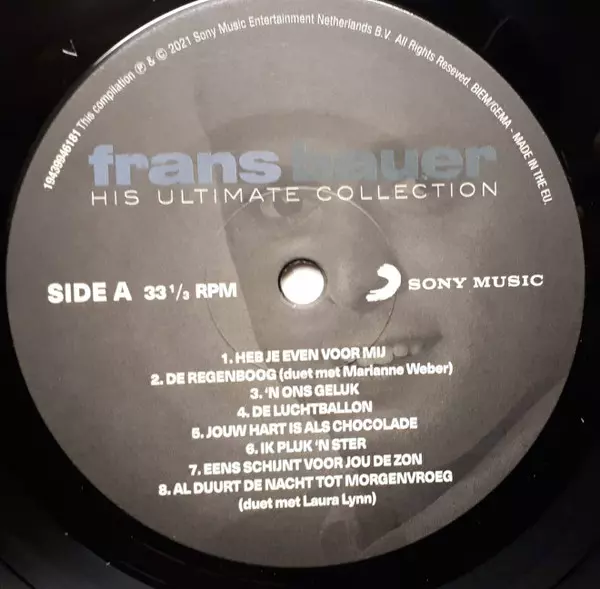 19439946181 This compilation ℗ & © 2021 Sony Music Entertainment Netherlands B.V. All Rights Reseved. BIEM/GEMA - MADE IN THE EU.
frans bauer
HIS ULTIMATE COLLECTION
SIDE A 33 1/3 RPM
SONY MUSIC
1. HEB JE EVEN VOOR MIJ
2. DE REGENBOOG (duet met Marianne Weber)
3. 'N ONS GELUK
4. DE LUCHTBALLON
5. JOUW HART IS ALS CHOCOLADE
6. IK PLUK 'N STER
7. EENS SCHIJNT VOOR JOU DE ZON
8. AL DUURT DE NACHT TOT MORGENVROEG
(duet met Laura Lynn)